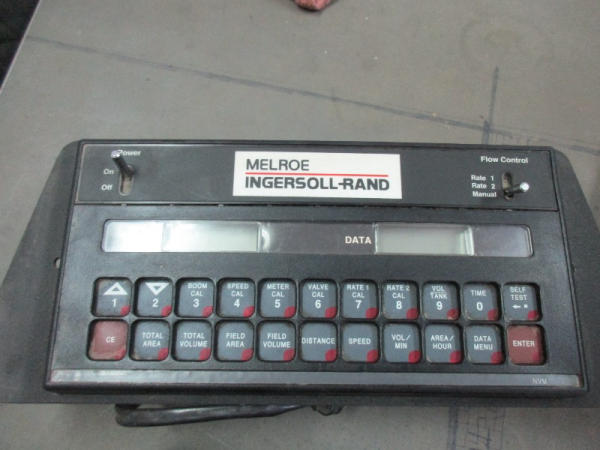 Power
On
Off
MELROE
INGERSOLL-RAND
Flow Control
Rate 1
Rate 2
Manual
DATA
1
2
BOOM CAL 3
SPEED CAL 4
METER CAL 5
VALVE CAL 6
RATE 1 CAL 7
RATE 2 CAL 8
VOL TANK 9
TIME 0
SELF TEST ← *
CE
TOTAL AREA
TOTAL VOLUME
FIELD AREA
FIELD VOLUME
DISTANCE
SPEED
VOL/ MIN
AREA/ HOUR
DATA MENU
ENTER
NVM